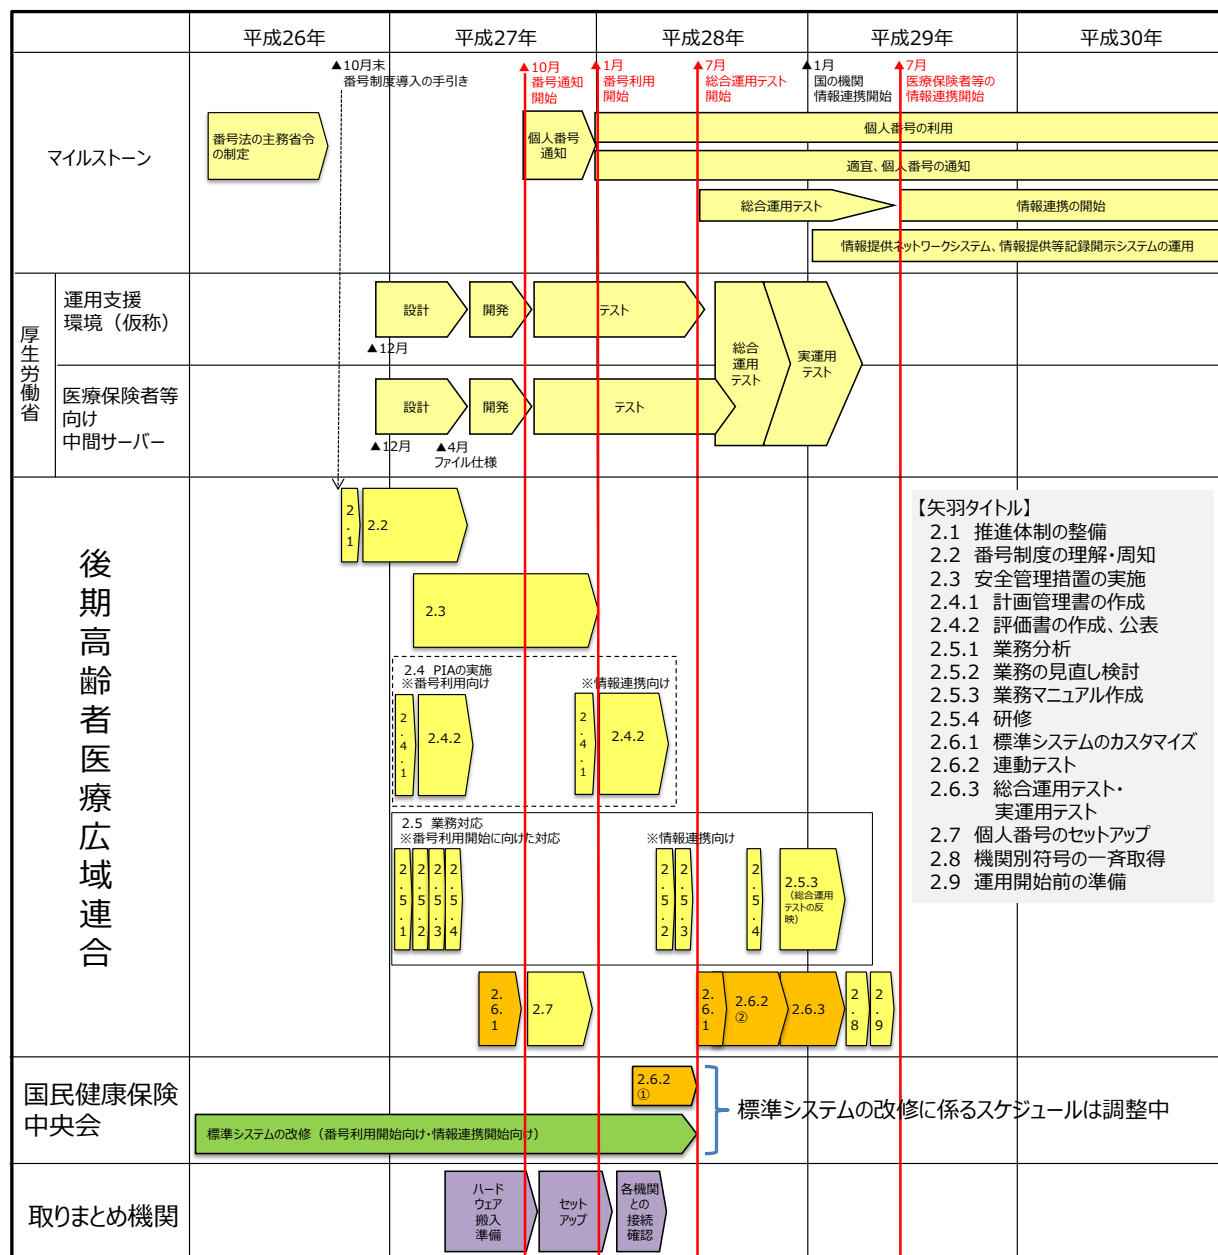 平成26年
平成27年
平成28年
平成29年
平成30年
マイルストーン
▲10月末
番号制度導入の手引き
▲10月
番号通知
開始
▲1月
番号利用
開始
▲7月
総合運用テスト
開始
▲1月
国の機関
情報連携開始
▲7月
医療保険者等の
情報連携開始
番号法の主務省令
の制定
個人番号
通知
個人番号の利用
適宜、個人番号の通知
総合運用テスト
情報連携の開始
情報提供ネットワークシステム、情報提供等記録開示システムの運用
厚生労働省
運用支援
環境（仮称）
設計
開発
テスト
▲12月
総合
運用
テスト
実運用
テスト
医療保険者等
向け
中間サーバー
設計
開発
テスト
▲12月
▲4月
ファイル仕様
後期高齢者医療広域連合
2.1
2.2
2.3
2.4 PIAの実施
※番号利用向け
※情報連携向け
2.4.1
2.4.2
2.4.1
2.4.2
2.5 業務対応
※番号利用開始に向けた対応
※情報連携向け
2.5.1
2.5.2
2.5.3
2.5.4
2.5.2
2.5.3
2.5.4
2.5.3
（総合運用
テストの反
映）
2.6.1
2.7
2.6.1
2.6.2
②
2.6.3
2.8
2.9
【矢羽タイトル】
2.1 推進体制の整備
2.2 番号制度の理解・周知
2.3 安全管理措置の実施
2.4.1 計画管理書の作成
2.4.2 評価書の作成、公表
2.5.1 業務分析
2.5.2 業務の見直し検討
2.5.3 業務マニュアル作成
2.5.4 研修
2.6.1 標準システムのカスタマイズ
2.6.2 連動テスト
2.6.3 総合運用テスト・
実運用テスト
2.7 個人番号のセットアップ
2.8 機関別符号の一斉取得
2.9 運用開始前の準備
国民健康保険
中央会
2.6.2
①
標準システムの改修（番号利用開始向け・情報連携開始向け）
標準システムの改修に係るスケジュールは調整中
取りまとめ機関
ハード
ウェア
搬入
準備
セット
アップ
各機関
との
接続
確認